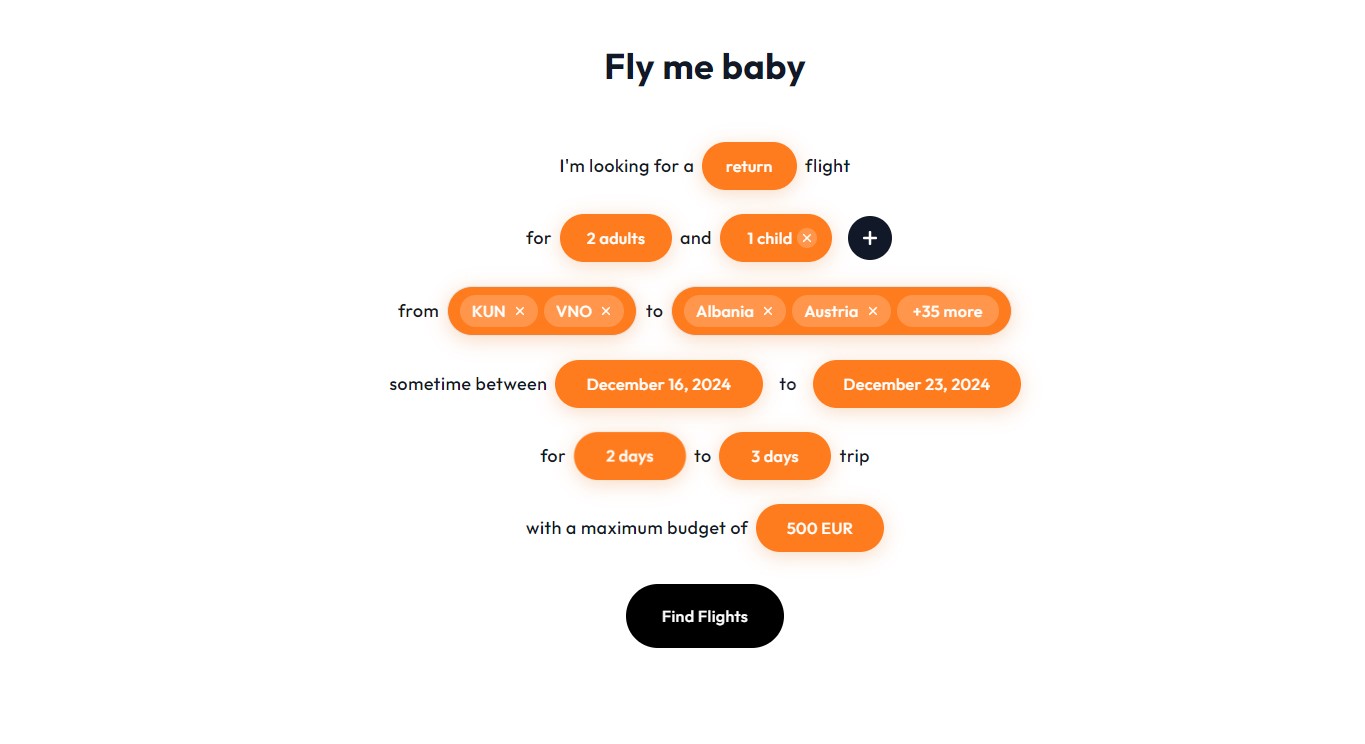 Fly me baby
I'm looking for a return flight
for 2 adults and 1 child × +
from KUN × VNO × to Albania × Austria × +35 more
sometime between December 16, 2024 to December 23, 2024
for 2 days to 3 days trip
with a maximum budget of 500 EUR
Find Flights